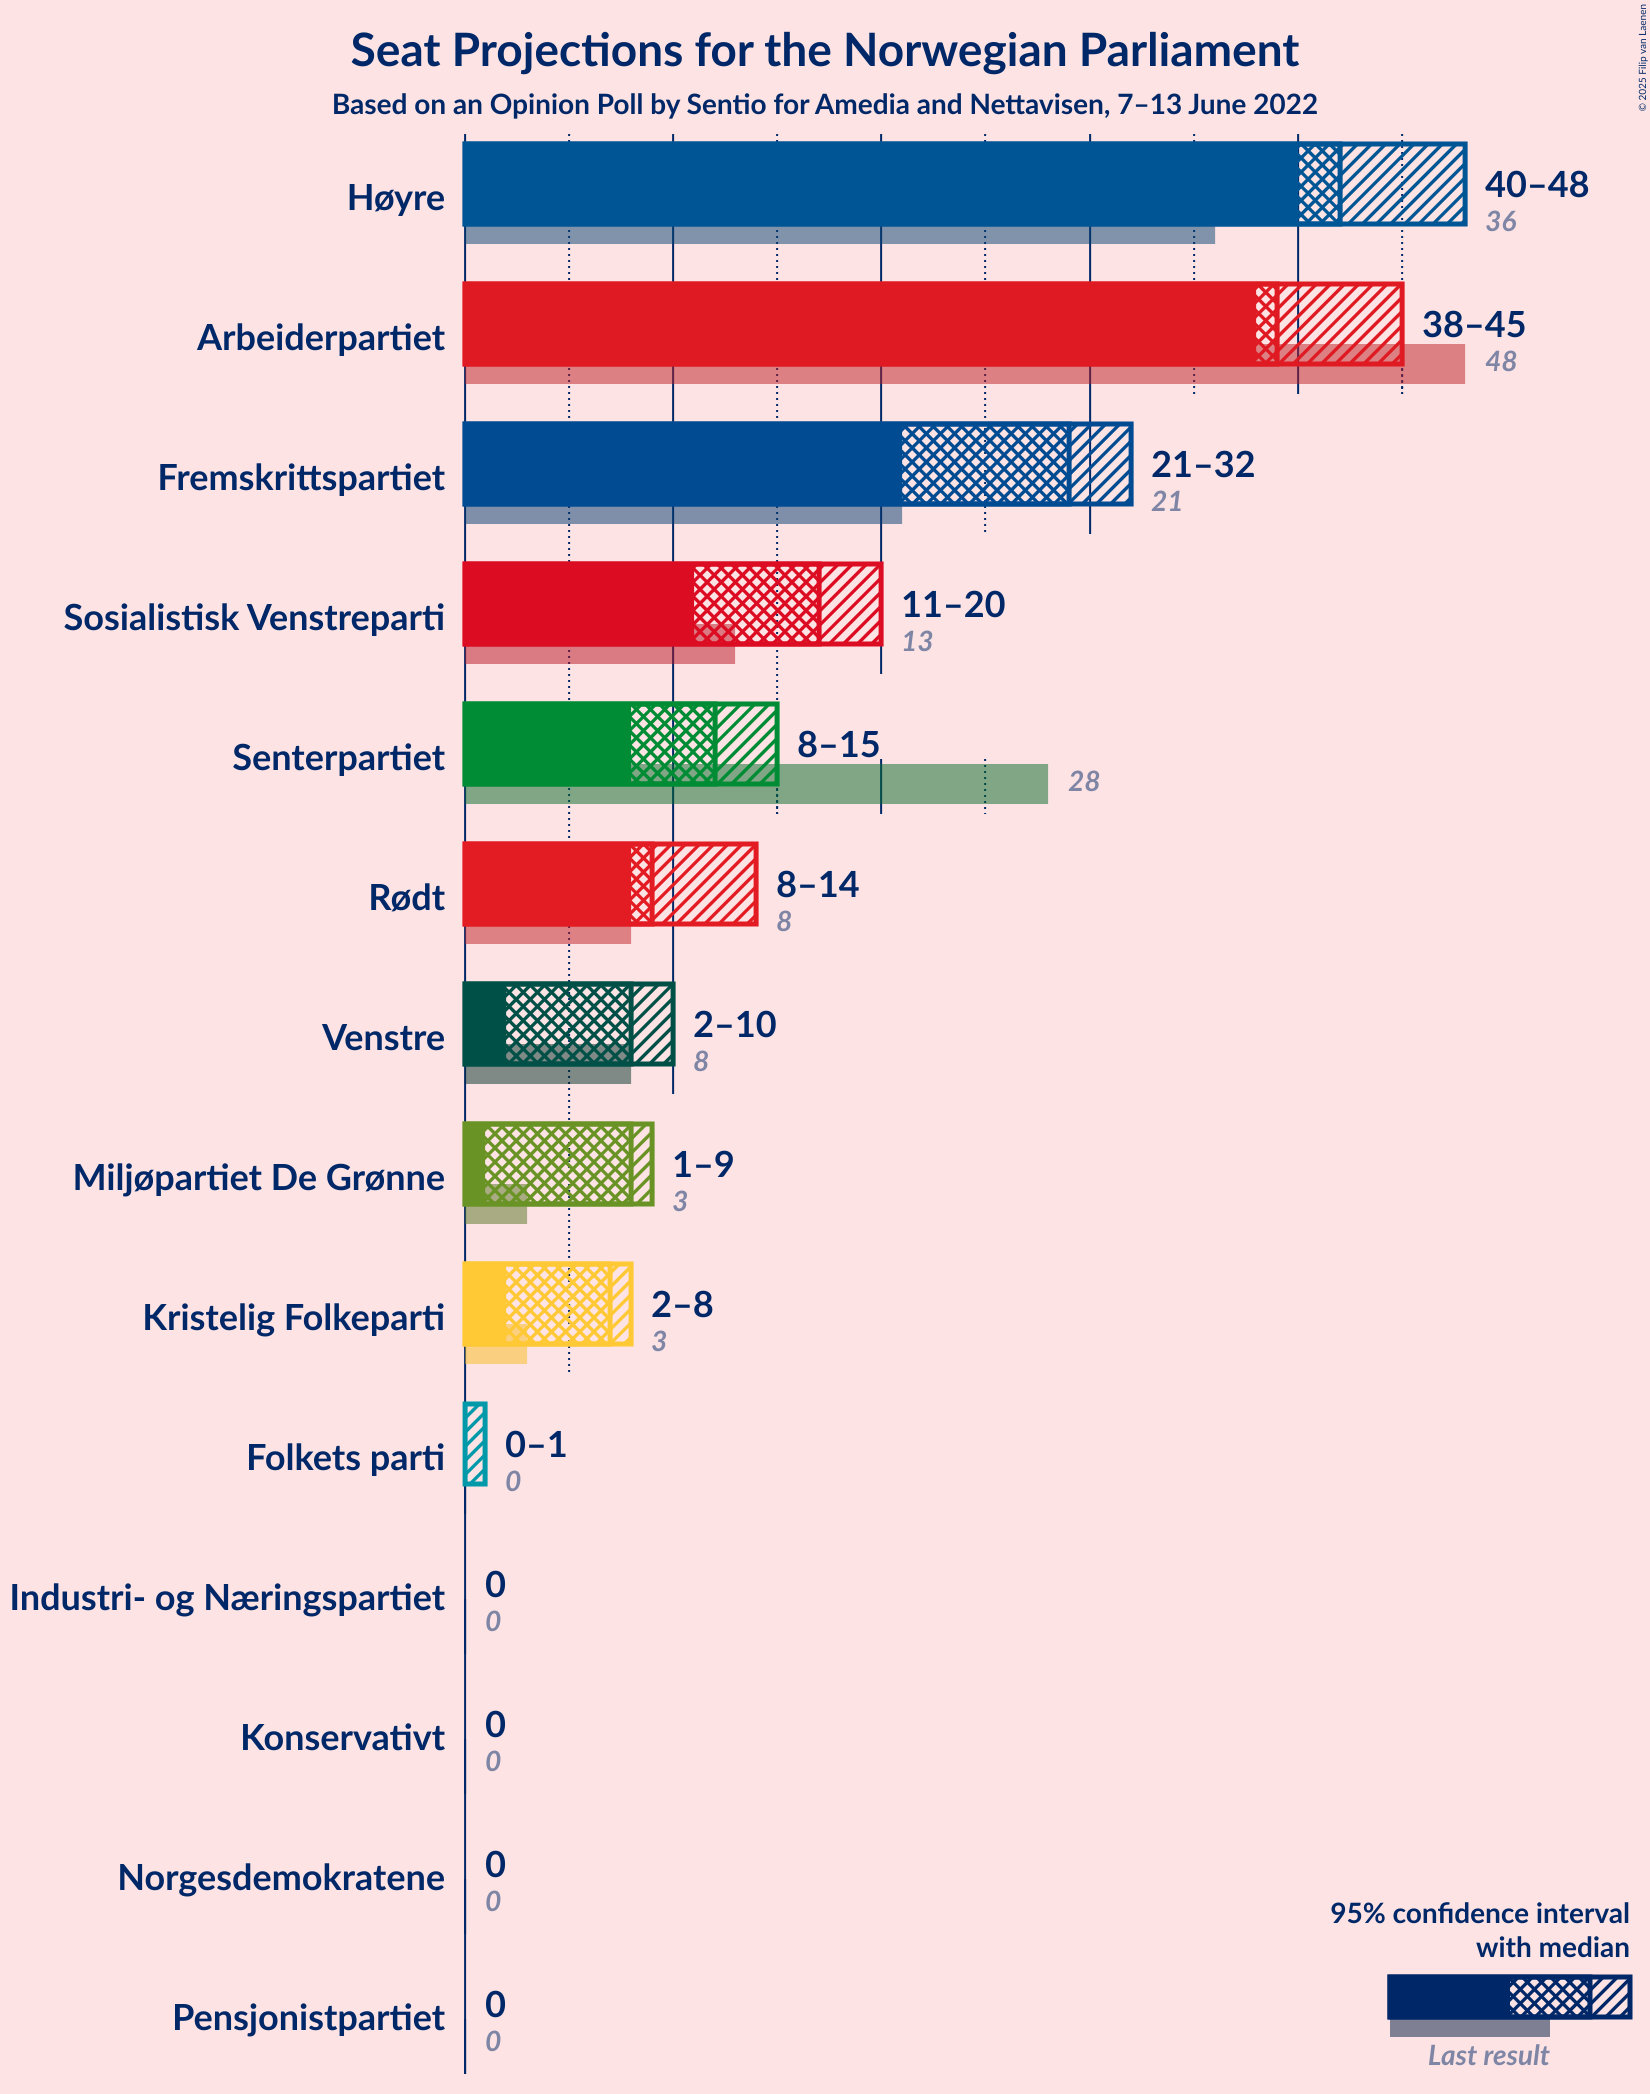 Seat Projections for the Norwegian Parliament
Based on an Opinion Poll by Sentio for Amedia and Nettavisen, 7–13 June 2022
© 2025 Filip van Laenen
Høyre
40–48
36
Arbeiderpartiet
38–45
48
Fremskrittspartiet
21–32
21
Sosialistisk Venstreparti
11–20
13
Senterpartiet
8–15
28
Rødt
8–14
8
Venstre
2–10
8
Miljøpartiet De Grønne
1–9
3
Kristelig Folkeparti
2–8
3
Folkets parti
0–1
0
Industri- og Næringspartiet
0
0
Konservativt
0
0
Norgesdemokratene
0
0
Pensjonistpartiet
0
0
95% confidence interval
with median
Last result